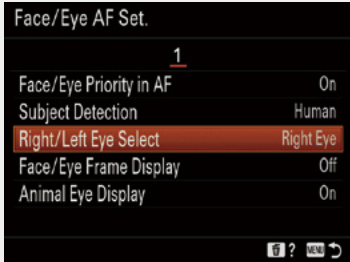 Face/Eye AF Set.
1
Face/Eye Priority in AF On
Subject Detection Human
Right/Left Eye Select Right Eye
Face/Eye Frame Display Off
Animal Eye Display On
? MENU